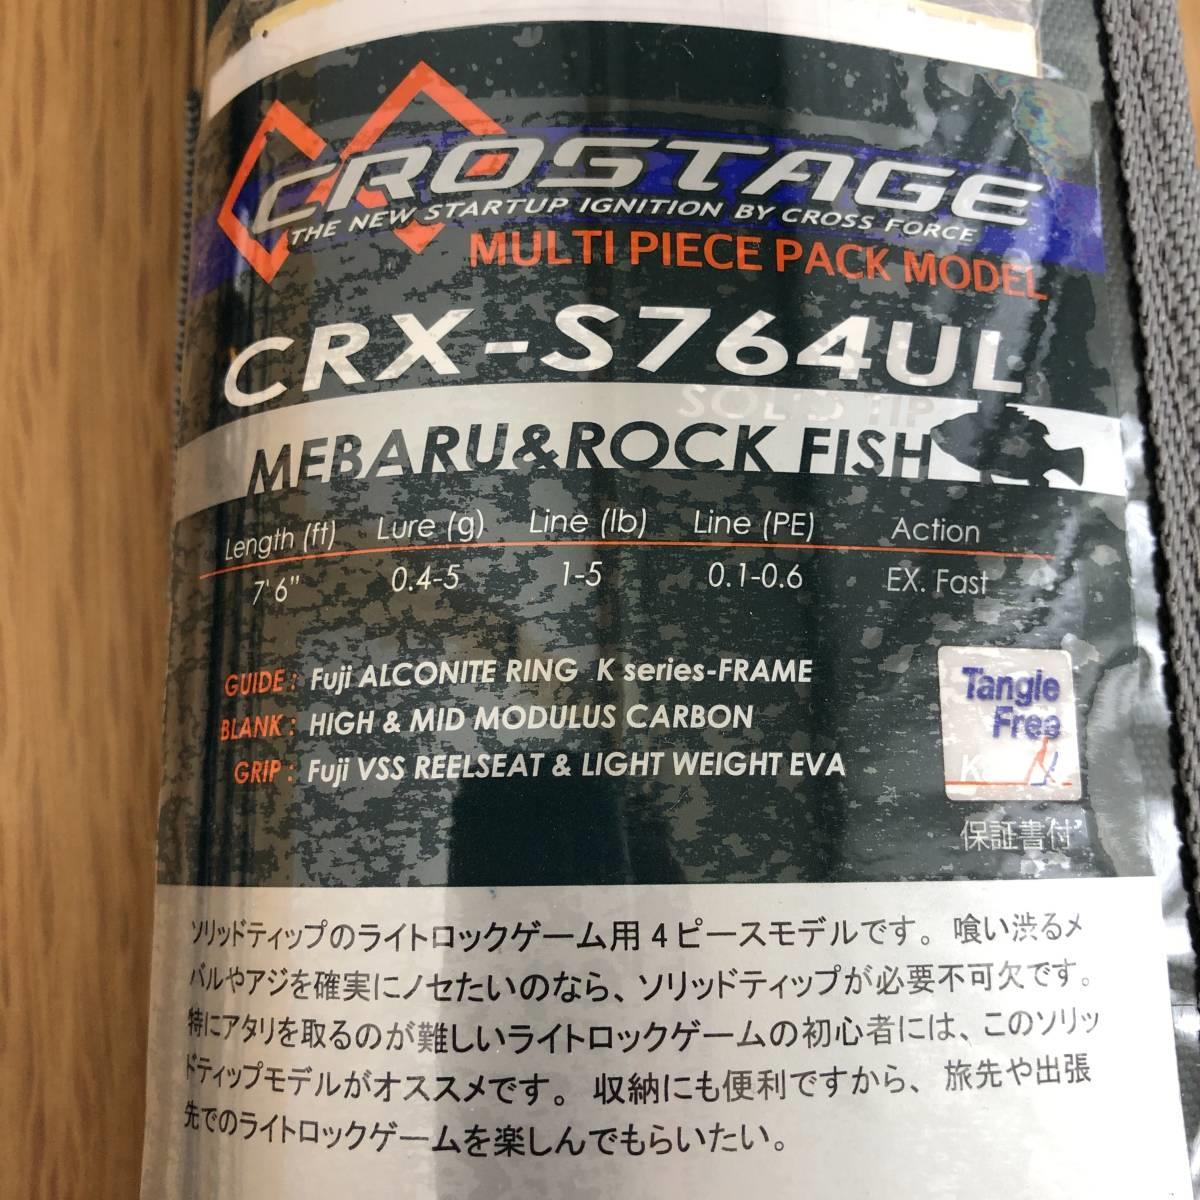 CROSTAGE
THE NEW STARTUP IGNITION BY CROSS FORCE
MULTI PIECE PACK MODEL
CRX-S764UL
SOLID TIP
MEBARU&ROCK FISH
Length (ft) Lure (g) Line (lb) Line (PE) Action
7'6" 0.4-5 1-5 0.1-0.6 EX. Fast
GUIDE: Fuji ALCONITE RING K series-FRAME
BLANK: HIGH & MID MODULUS CARBON
GRIP: Fuji VSS REELSEAT & LIGHT WEIGHT EVA
Tangle
Free
K
保証書付
ソリッドティップのライトロックゲーム用4ピースモデルです。喰い渋るメ
バルやアジを確実にノセたいのなら、ソリッドティップが必要不可欠です。
特にアタリを取るのが難しいライトロックゲームの初心者には、このソリッ
ドティップモデルがオススメです。収納にも便利ですから、旅先や出張
先でのライトロックゲームを楽しんでもらいたい。